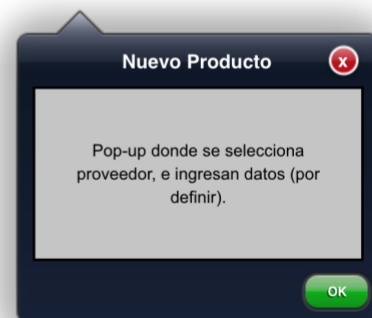 Nuevo Producto
x
Pop-up donde se selecciona
proveedor, e ingresan datos (por
definir).
OK